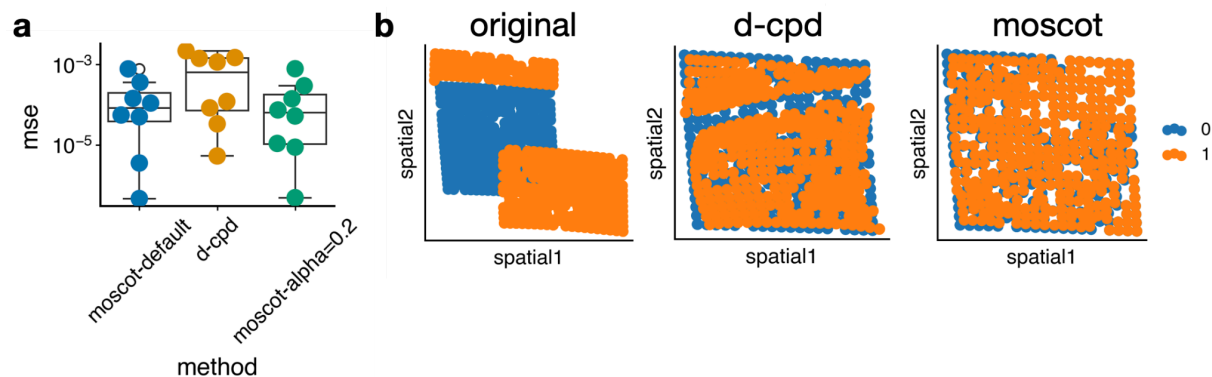 a
mse
10⁻³
10⁻⁵
moscot-default
d-cpd
moscot-alpha=0.2
method
b
original
d-cpd
moscot
spatial2
spatial1
spatial2
spatial1
spatial2
spatial1
0
1